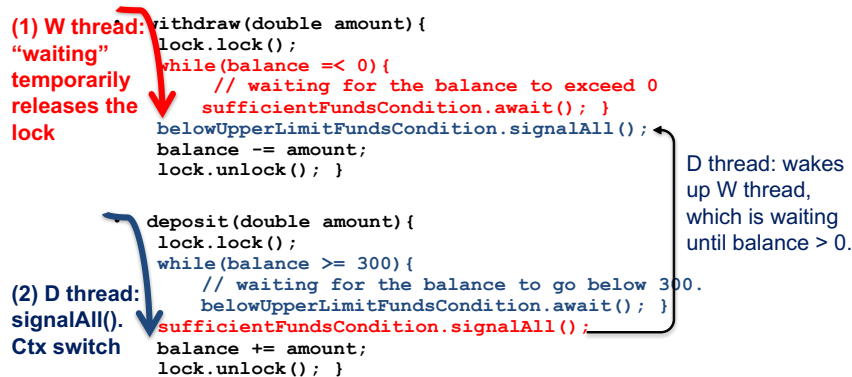 (1) W thread:
“waiting”
temporarily
releases the
lock
• withdraw(double amount){
lock.lock();
while(balance =< 0){
// waiting for the balance to exceed 0
sufficientFundsCondition.await(); }
belowUpperLimitFundsCondition.signalAll();
balance -= amount;
lock.unlock(); }
D thread: wakes
up W thread,
which is waiting
until balance > 0.
• deposit(double amount){
lock.lock();
while(balance >= 300){
// waiting for the balance to go below 300.
belowUpperLimitFundsCondition.await(); }
sufficientFundsCondition.signalAll();
balance += amount;
lock.unlock(); }
(2) D thread:
signalAll().
Ctx switch